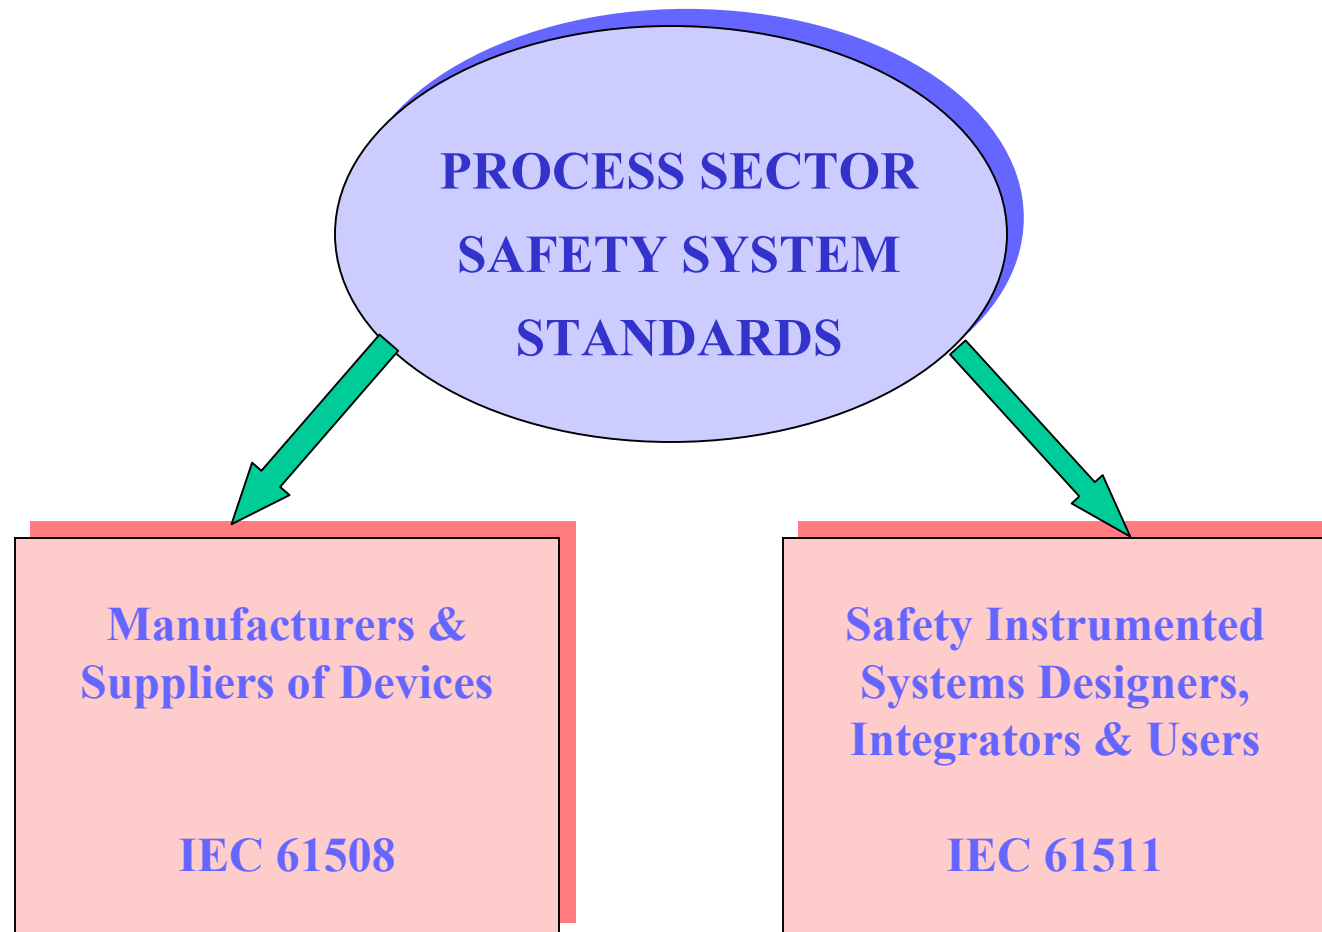 PROCESS SECTOR
SAFETY SYSTEM
STANDARDS
Manufacturers &
Suppliers of Devices
IEC 61508
Safety Instrumented
Systems Designers,
Integrators & Users
IEC 61511